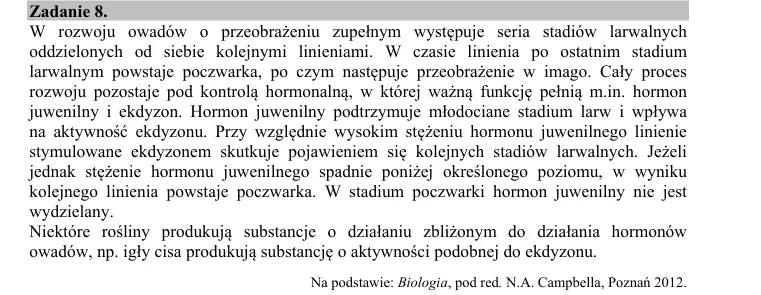 Zadanie 8.
W rozwoju owadów o przeobrażeniu zupełnym występuje seria stadiów larwalnych
oddzielonych od siebie kolejnymi linieniami. W czasie linienia po ostatnim stadium
larwalnym powstaje poczwarka, po czym następuje przeobrażenie w imago. Cały proces
rozwoju pozostaje pod kontrolą hormonalną, w której ważną funkcję pełnią m.in. hormon
juwenilny i ekdyzon. Hormon juwenilny podtrzymuje młodociane stadium larw i wpływa
na aktywność ekdyzonu. Przy względnie wysokim stężeniu hormonu juwenilnego linienie
stymulowane ekdyzonem skutkuje pojawieniem się kolejnych stadiów larwalnych. Jeżeli
jednak stężenie hormonu juwenilnego spadnie poniżej określonego poziomu, w wyniku
kolejnego linienia powstaje poczwarka. W stadium poczwarki hormon juwenilny nie jest
wydzielany.
Niektóre rośliny produkują substancje o działaniu zbliżonym do działania hormonów
owadów, np. igły cisa produkują substancję o aktywności podobnej do ekdyzonu.
Na podstawie: Biologia, pod red. N.A. Campbella, Poznań 2012.